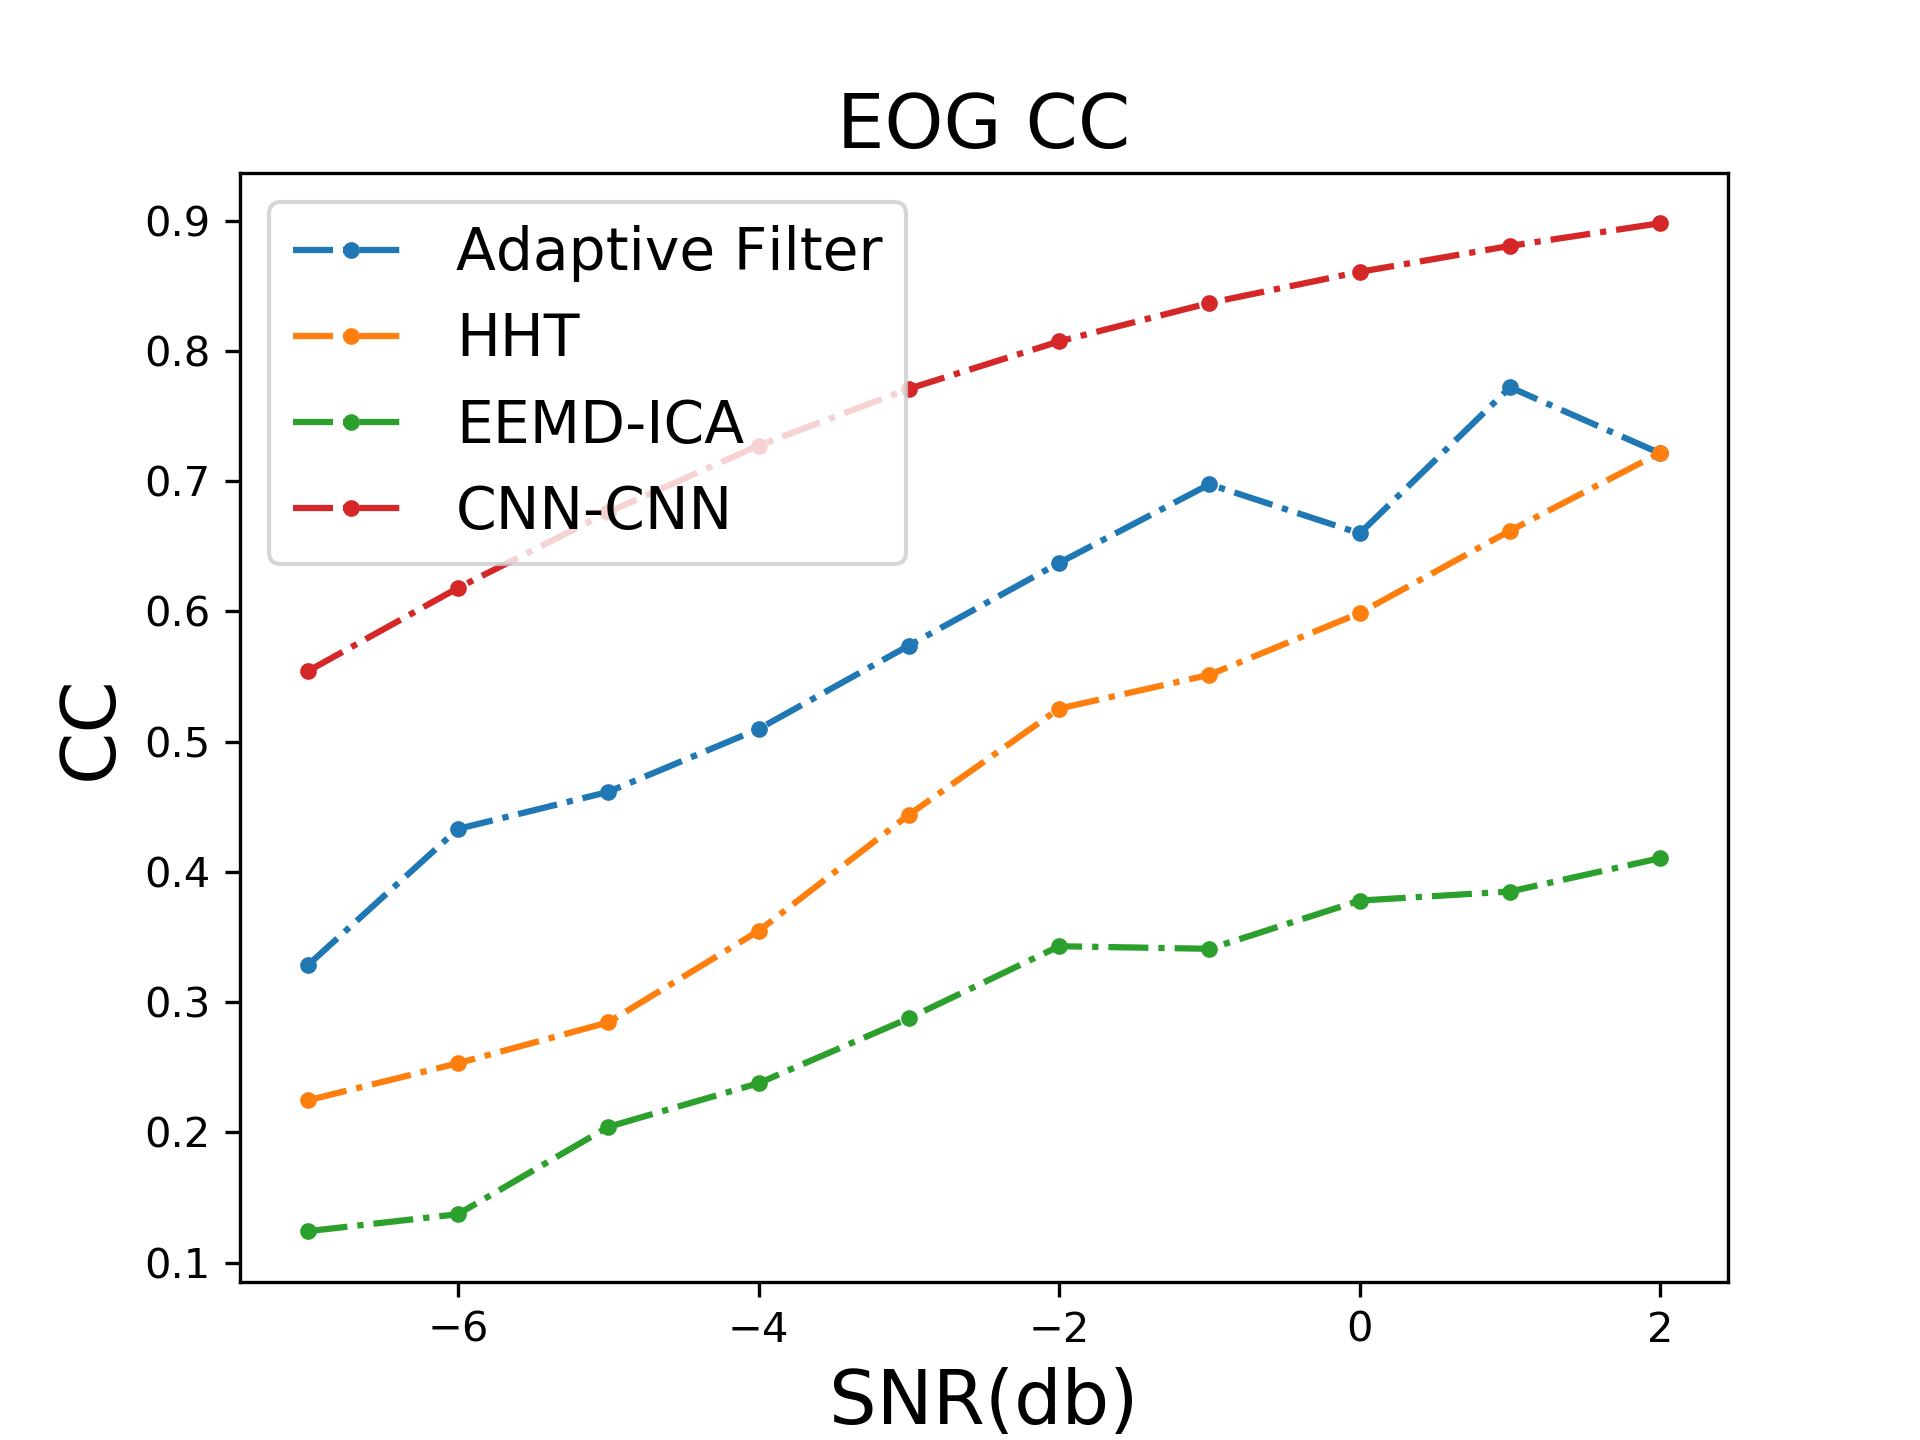 EOG CC
Adaptive Filter
HHT
EEMD-ICA
CNN-CNN
0.9
0.8
0.7
0.6
0.5
0.4
0.3
0.2
0.1
CC
−6 −4 −2 0 2
SNR(db)